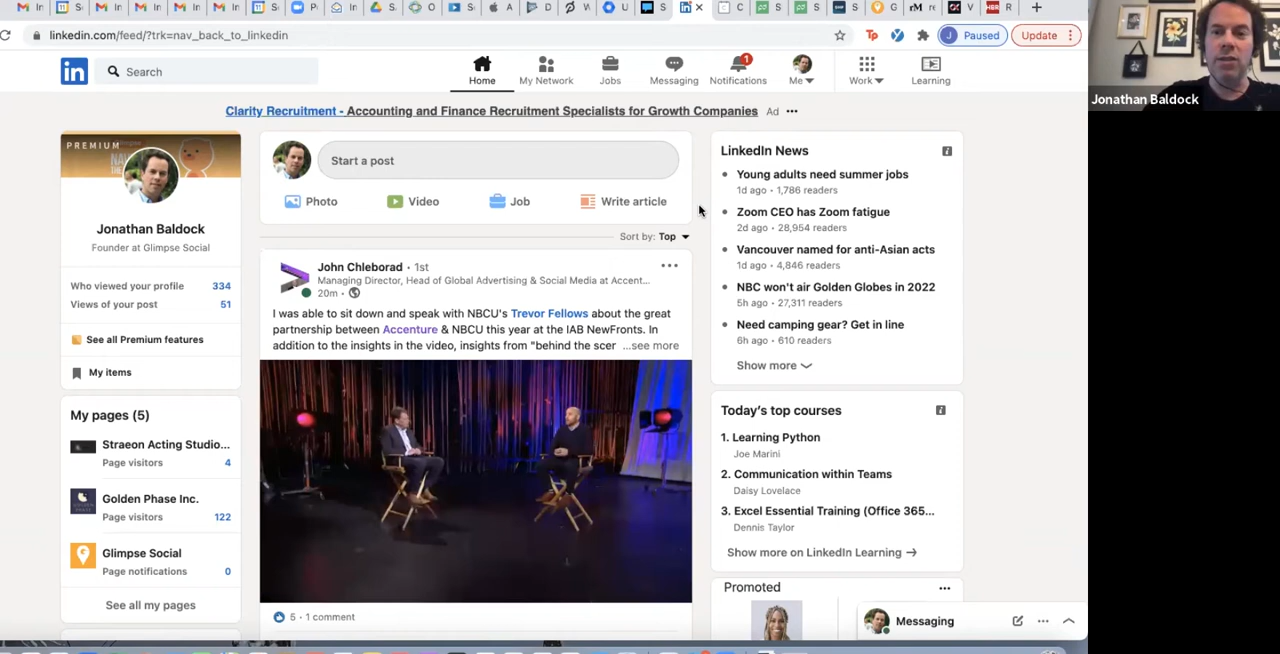 linkedin.com/feed/?trk=nav_back_to_linkedin
Paused
Update
Jonathan Baldock
in
Search
Home
My Network
Jobs
Messaging
1
Notifications
Me
Work
Learning
Clarity Recruitment - Accounting and Finance Recruitment Specialists for Growth Companies
Ad
PREMIUM
Jonathan Baldock
Founder at Glimpse Social
Who viewed your profile 334
Views of your post 51
See all Premium features
My items
My pages (5)
Straeon Acting Studio...
Page visitors 4
Golden Phase Inc.
Page visitors 122
Glimpse Social
Page notifications 0
See all my pages
Start a post
Photo
Video
Job
Write article
Sort by: Top
John Chleborad • 1st
Managing Director, Head of Global Advertising & Social Media at Accent...
20m •
I was able to sit down and speak with NBCU's Trevor Fellows about the great
partnership between Accenture & NBCU this year at the IAB NewFronts. In
addition to the insights in the video, insights from "behind the scer ...see more
5 • 1 comment
LinkedIn News
Young adults need summer jobs
1d ago • 1,786 readers
Zoom CEO has Zoom fatigue
2d ago • 28,954 readers
Vancouver named for anti-Asian acts
1d ago • 4,846 readers
NBC won't air Golden Globes in 2022
5h ago • 27,311 readers
Need camping gear? Get in line
6h ago • 610 readers
Show more
Today's top courses
1. Learning Python
Joe Marini
2. Communication within Teams
Daisy Lovelace
3. Excel Essential Training (Office 365...
Dennis Taylor
Show more on LinkedIn Learning →
Promoted
Messaging